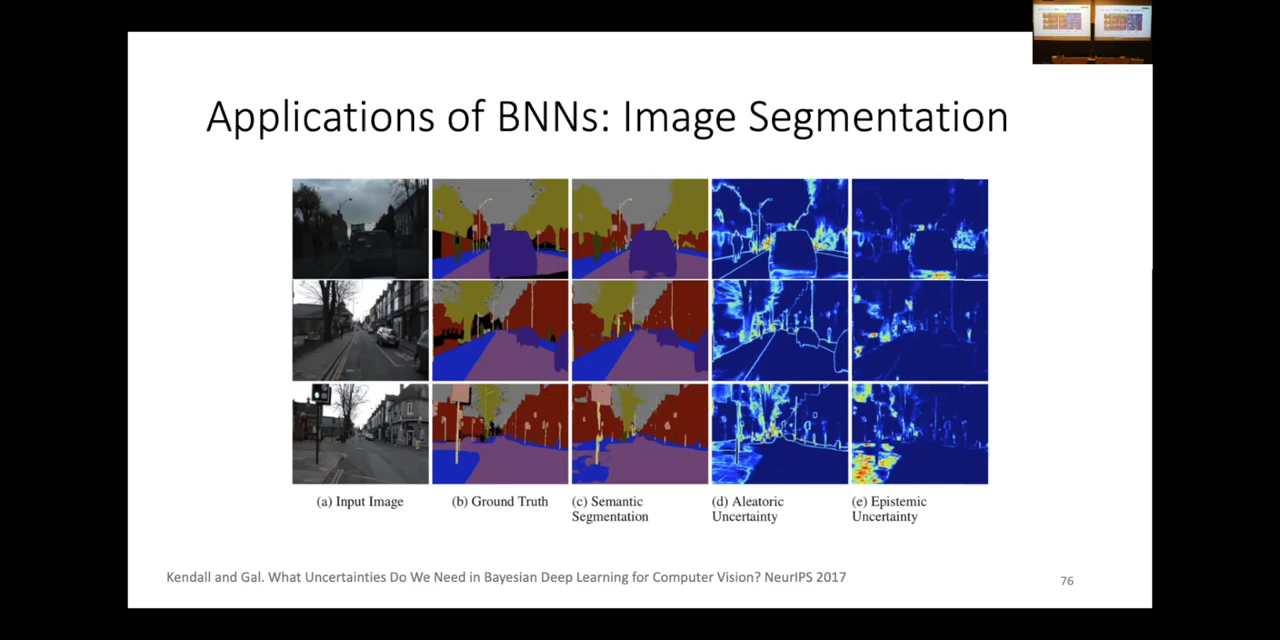 Applications of BNNs: Image Segmentation
(a) Input Image
(b) Ground Truth
(c) Semantic
Segmentation
(d) Aleatoric
Uncertainty
(e) Epistemic
Uncertainty
Kendall and Gal. What Uncertainties Do We Need in Bayesian Deep Learning for Computer Vision? NeurIPS 2017
76